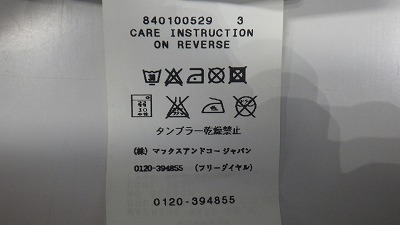 840100529 3
CARE INSTRUCTION
ON REVERSE
タンブラー乾燥禁止
(株) マックスアンドコー ジャパン
0120-394855 (フリーダイヤル)
0120-394855